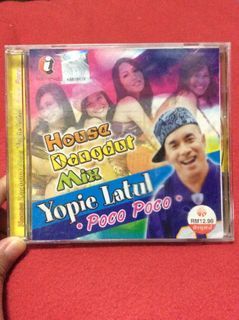 House
Dangdut
Mix
Yopie Latul
• Poco Poco •
RM12.90